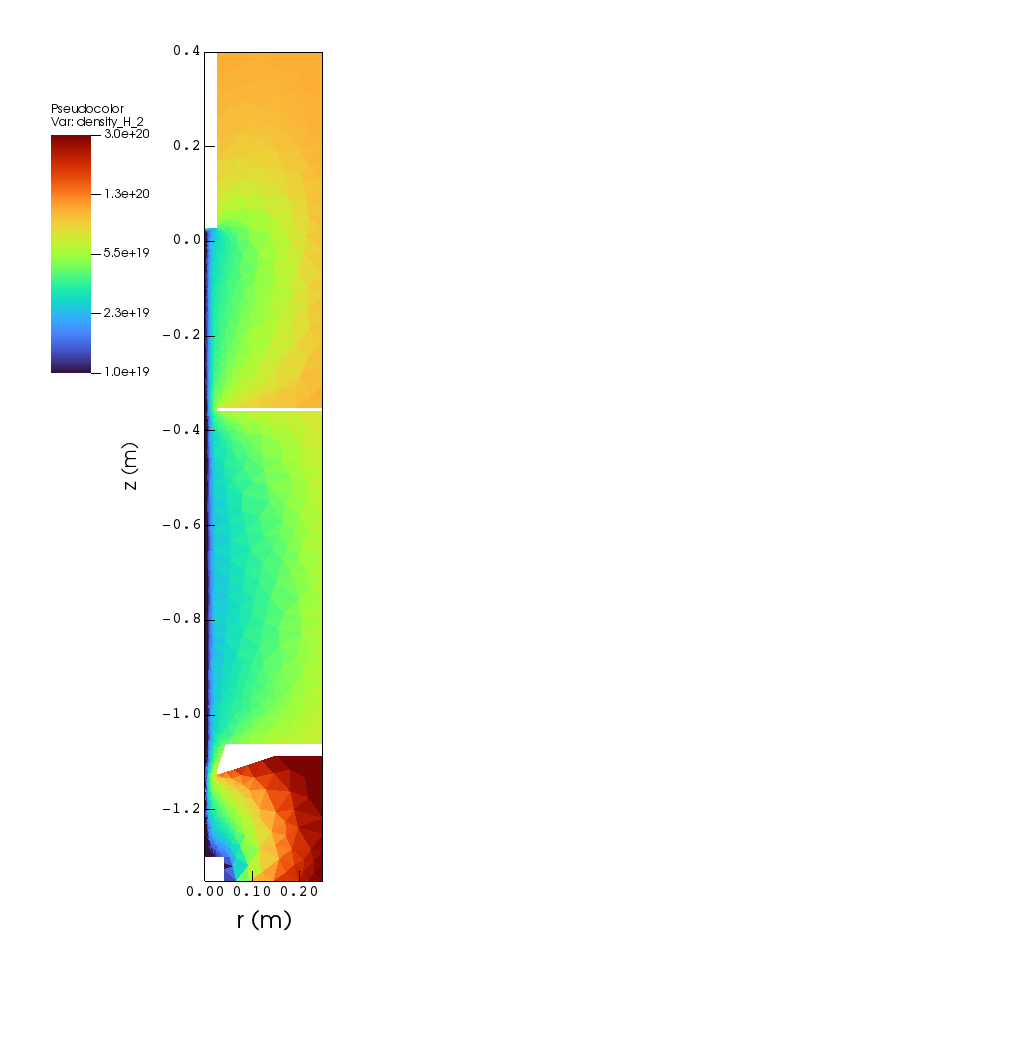 Pseudocolor
Var: density_H_2
3.0e+20
1.3e+20
5.5e+19
2.3e+19
1.0e+19
z (m)
0.4
0.2
0.0
-0.2
-0.4
-0.6
-0.8
-1.0
-1.2
0.00 0.10 0.20
r (m)